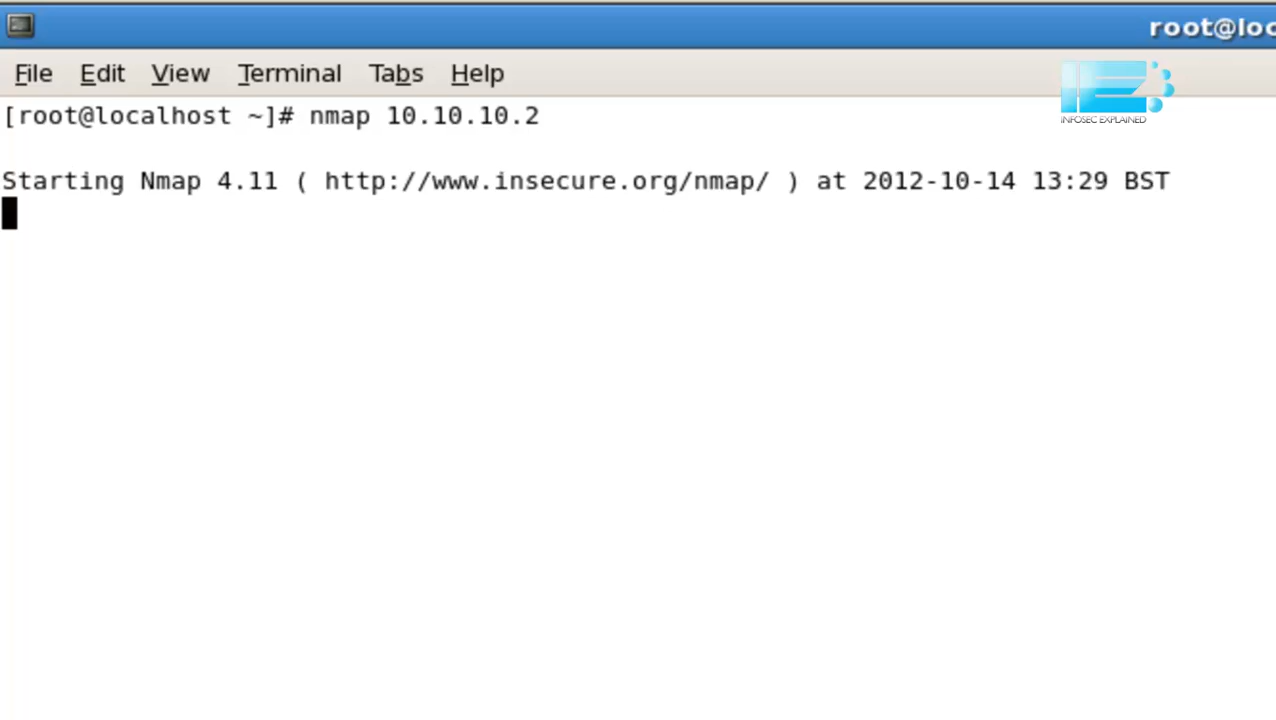 root@loc
File Edit View Terminal Tabs Help
INFOSEC EXPLAINED
[root@localhost ~]# nmap 10.10.10.2
Starting Nmap 4.11 ( http://www.insecure.org/nmap/ ) at 2012-10-14 13:29 BST